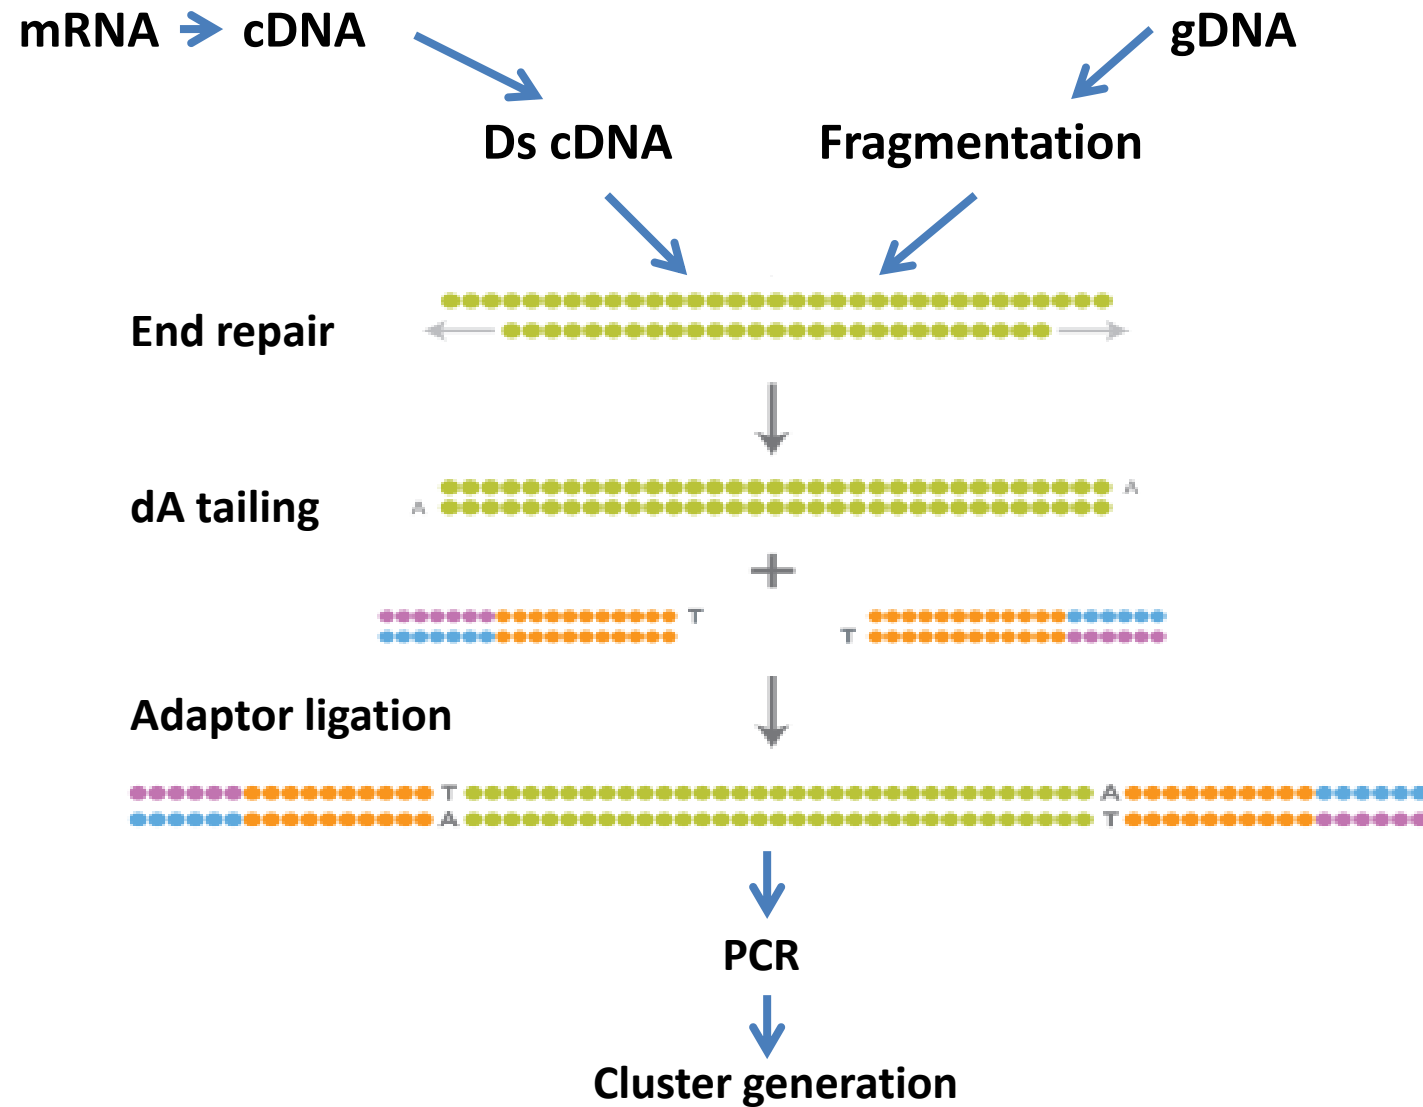 mRNA cDNA gDNA
Ds cDNA Fragmentation
End repair
A
dA tailing
A
T
T
Adaptor ligation
T A
A T
PCR
Cluster generation